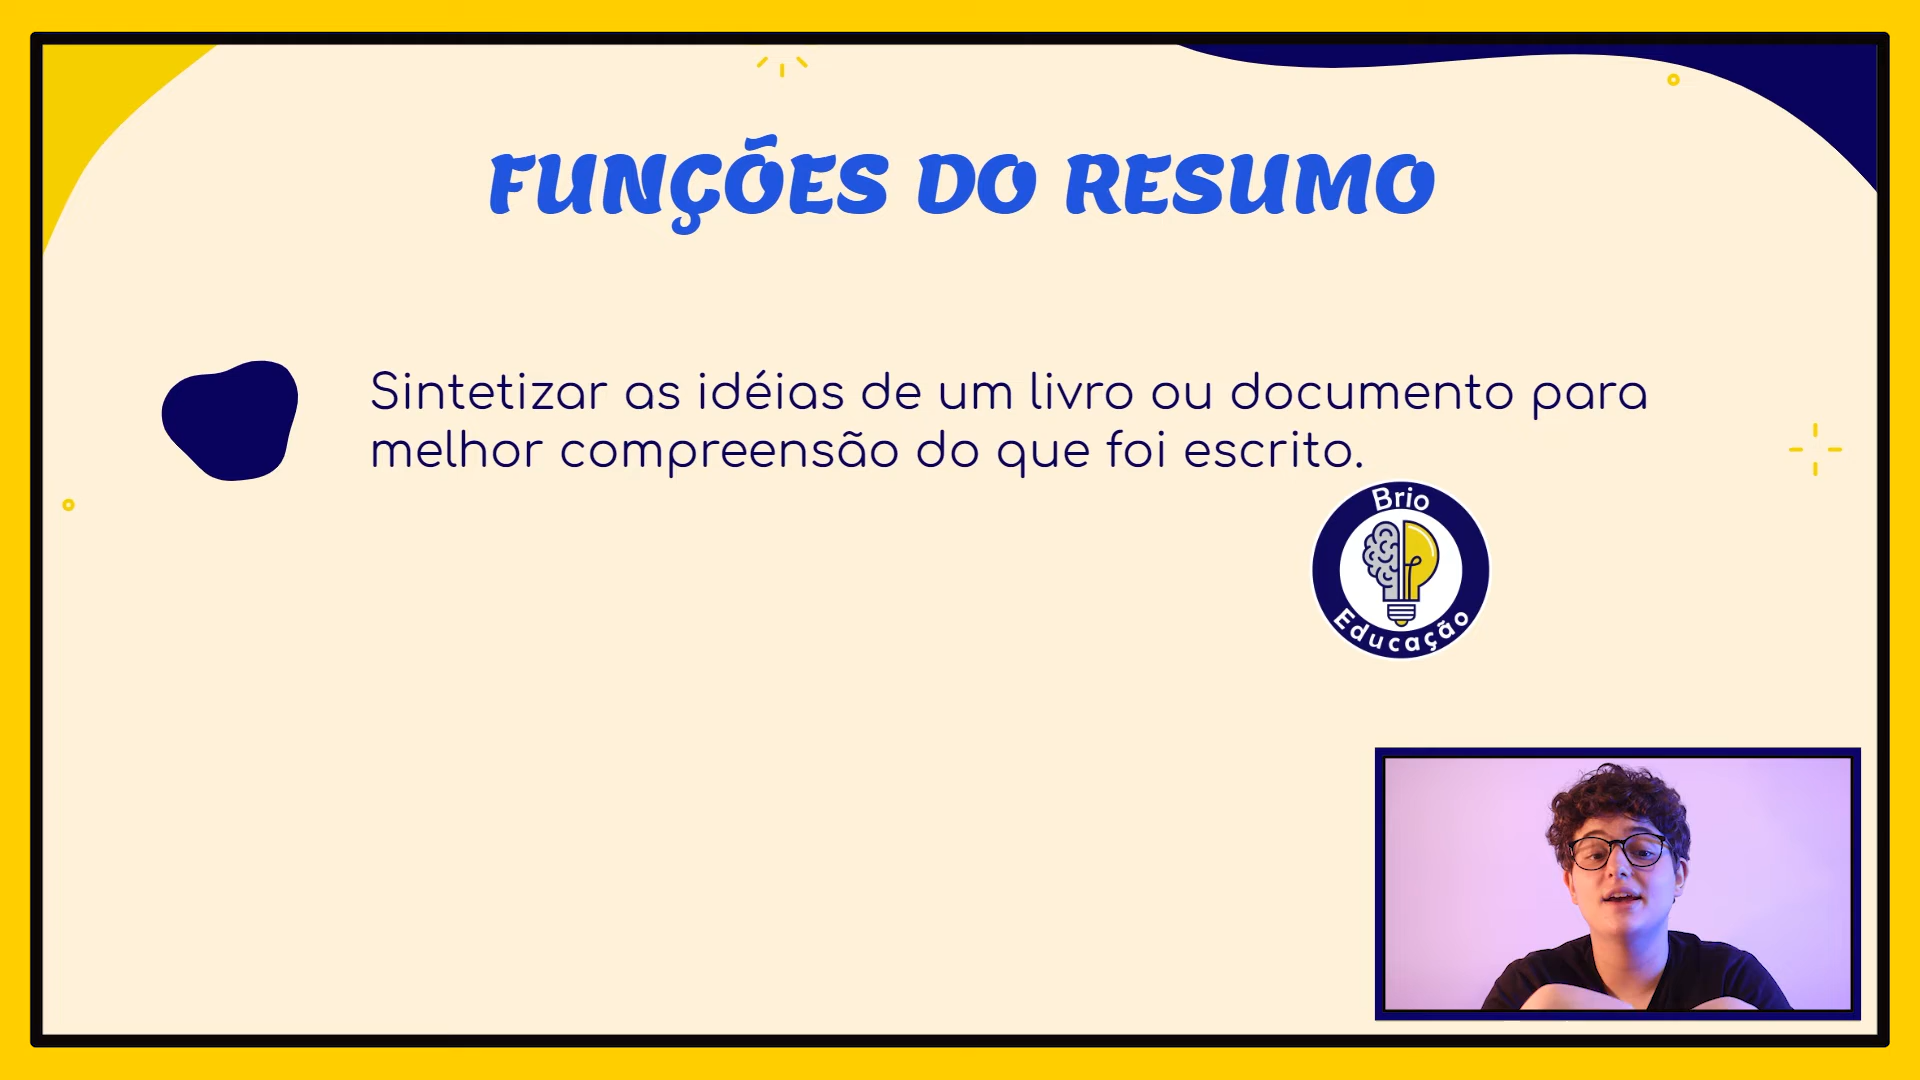 FUNÇÕES DO RESUMO
Sintetizar as idéias de um livro ou documento para
melhor compreensão do que foi escrito.
Brio
Educação